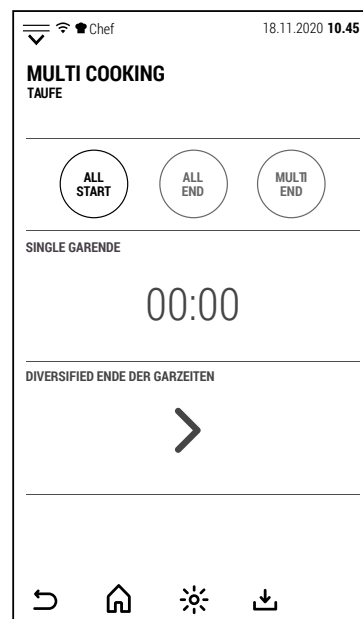 Chef 18.11.2020 10.45
MULTI COOKING
TAUFE
ALL START
ALL END
MULTI END
SINGLE GARENDE
00:00
DIVERSIFIED ENDE DER GARZEITEN